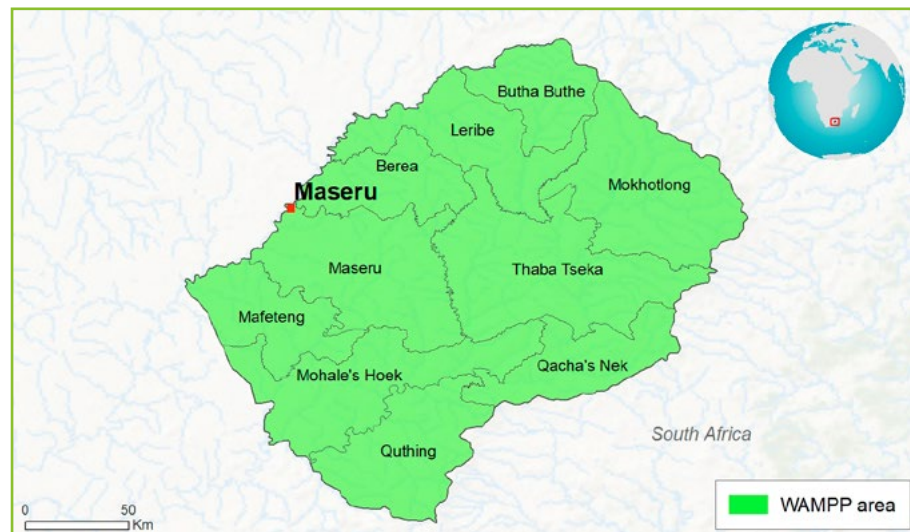 Butha Buthe
Leribe
Berea
Mokhotlong
Maseru
Maseru
Thaba Tseka
Mafeteng
Qacha's Nek
Mohale's Hoek
South Africa
Quthing
0 50
Km
WAMPP area